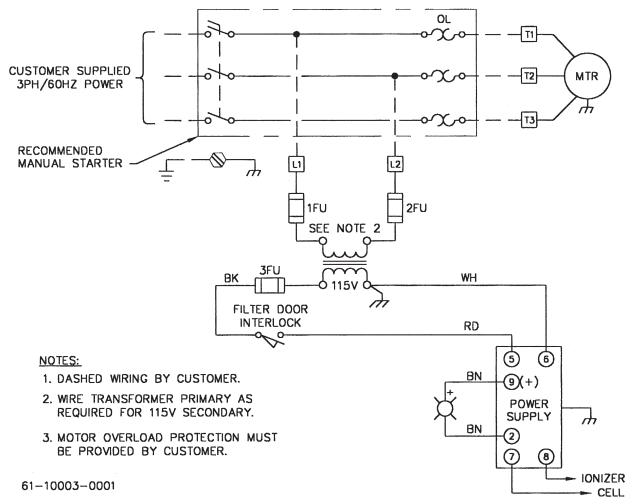 OL
T1
CUSTOMER SUPPLIED
3PH/60HZ POWER
T2
MTR
T3
RECOMMENDED
MANUAL STARTER
L1
L2
1FU
2FU
SEE NOTE 2
3FU
BK
115V
WH
FILTER DOOR
INTERLOCK
RD
5
6
NOTES:
1. DASHED WIRING BY CUSTOMER.
2. WIRE TRANSFORMER PRIMARY AS
REQUIRED FOR 115V SECONDARY.
3. MOTOR OVERLOAD PROTECTION MUST
BE PROVIDED BY CUSTOMER.
BN
9 (+)
+
POWER
SUPPLY
BN
2
7
8
IONIZER
CELL
61-10003-0001